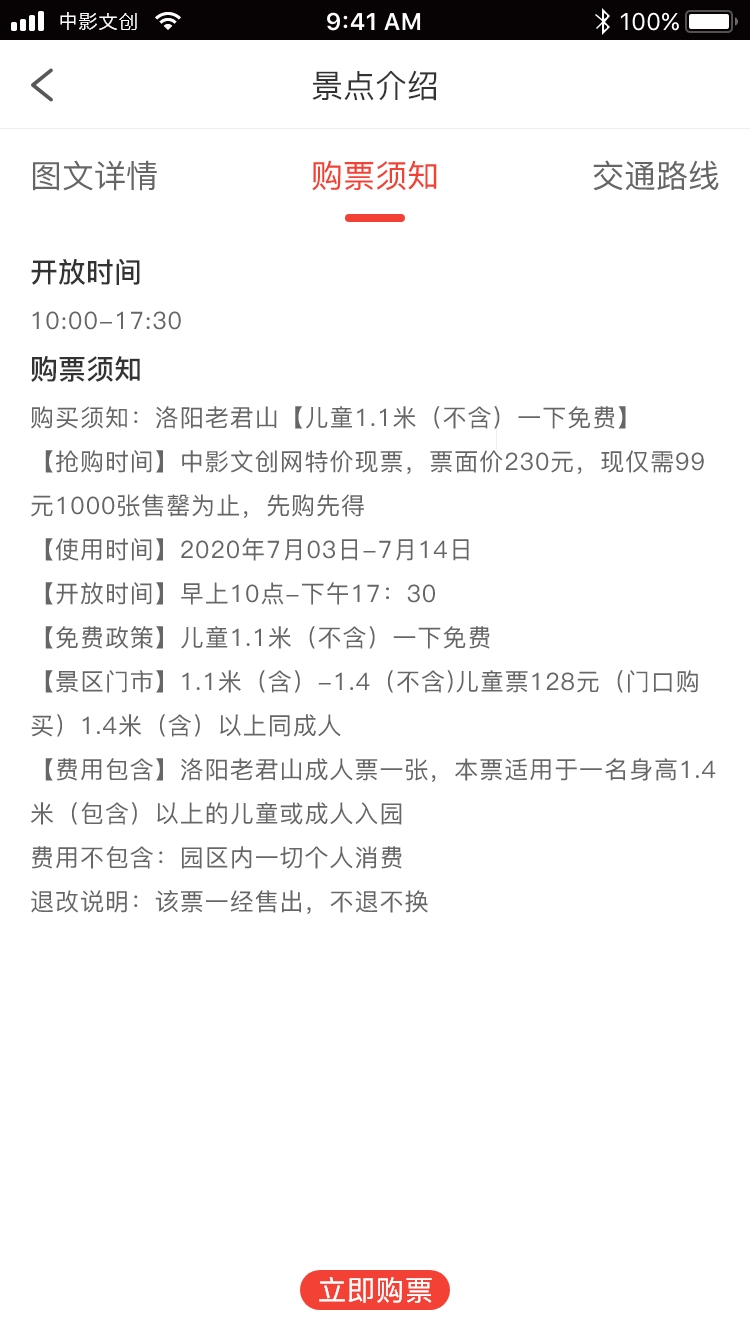 中影文创 9:41 AM 100%
景点介绍
图文详情 购票须知 交通路线
开放时间
10:00-17:30
购票须知
购买须知：洛阳老君山【儿童1.1米（不含）一下免费】
【抢购时间】中影文创网特价现票，票面价230元，现仅需99
元1000张售罄为止，先购先得
【使用时间】2020年7月03日-7月14日
【开放时间】早上10点-下午17：30
【免费政策】儿童1.1米（不含）一下免费
【景区门市】1.1米（含）-1.4（不含)儿童票128元（门口购
买）1.4米（含）以上同成人
【费用包含】洛阳老君山成人票一张，本票适用于一名身高1.4
米（包含）以上的儿童或成人入园
费用不包含：园区内一切个人消费
退改说明：该票一经售出，不退不换
立即购票